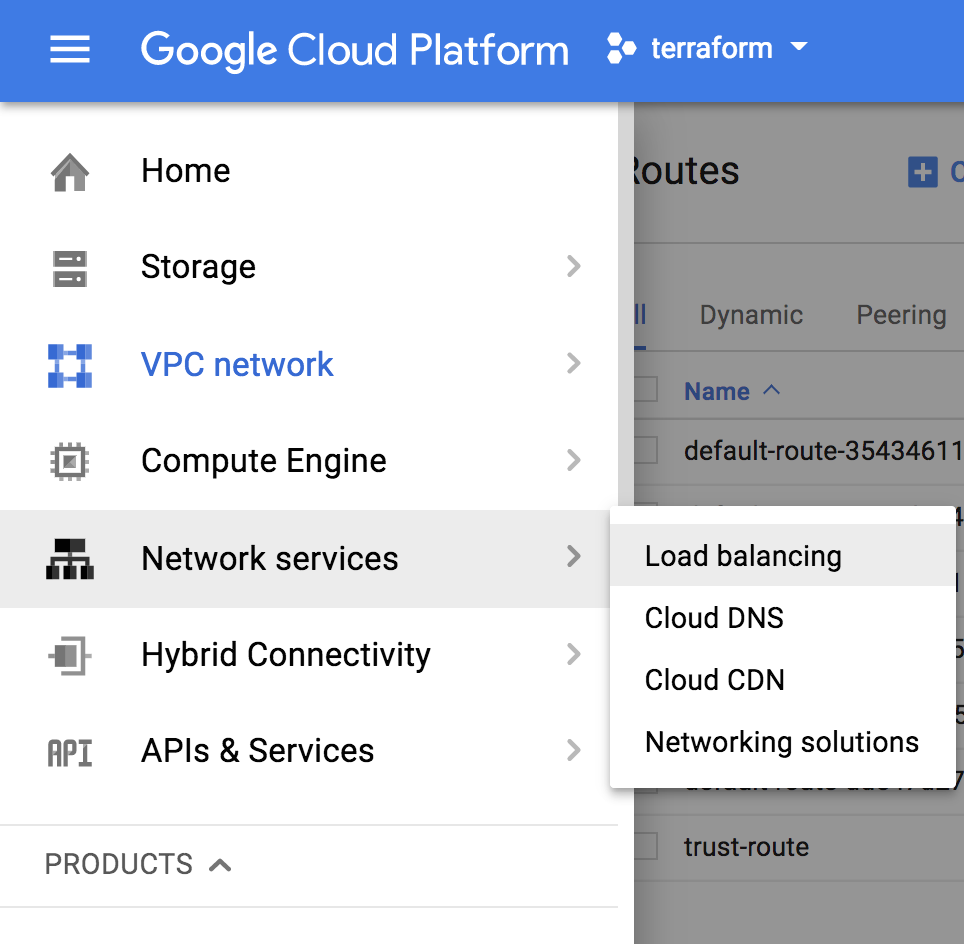 Google Cloud Platform terraform
Home
Storage
VPC network
Compute Engine
Network services
Hybrid Connectivity
API APIs & Services
PRODUCTS
Routes
Dynamic Peering
Name
default-route-35434611
Load balancing
Cloud DNS
Cloud CDN
Networking solutions
trust-route